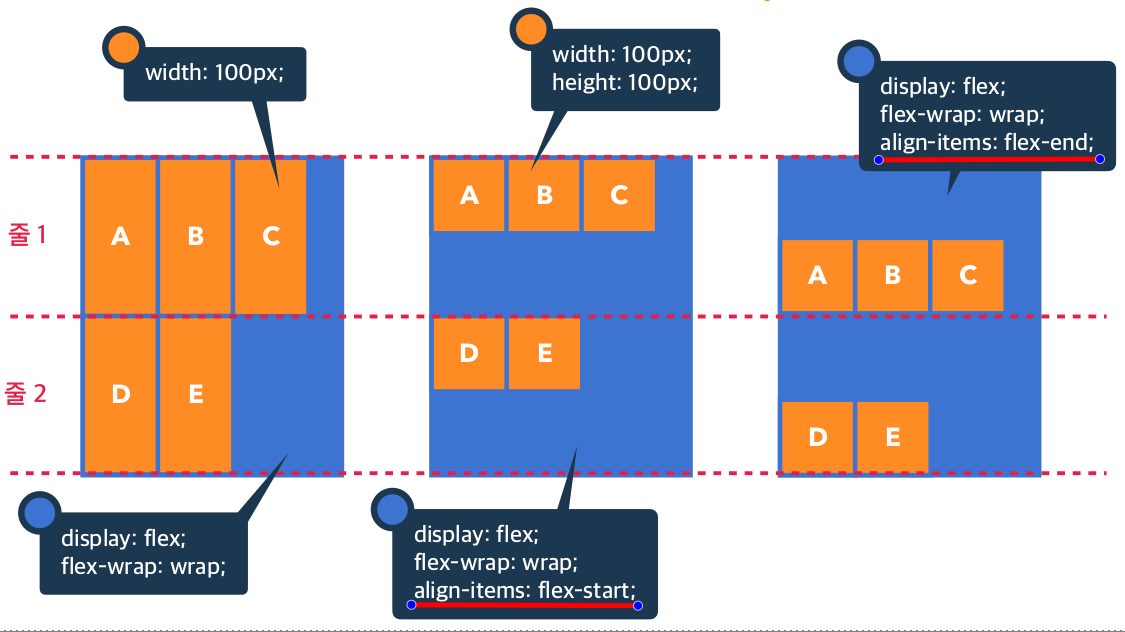 width: 100px;
width: 100px;
height: 100px;
display: flex;
flex-wrap: wrap;
align-items: flex-end;
줄 1
A
B
C
A
B
C
A
B
C
줄 2
D
E
D
E
D
E
display: flex;
flex-wrap: wrap;
display: flex;
flex-wrap: wrap;
align-items: flex-start;